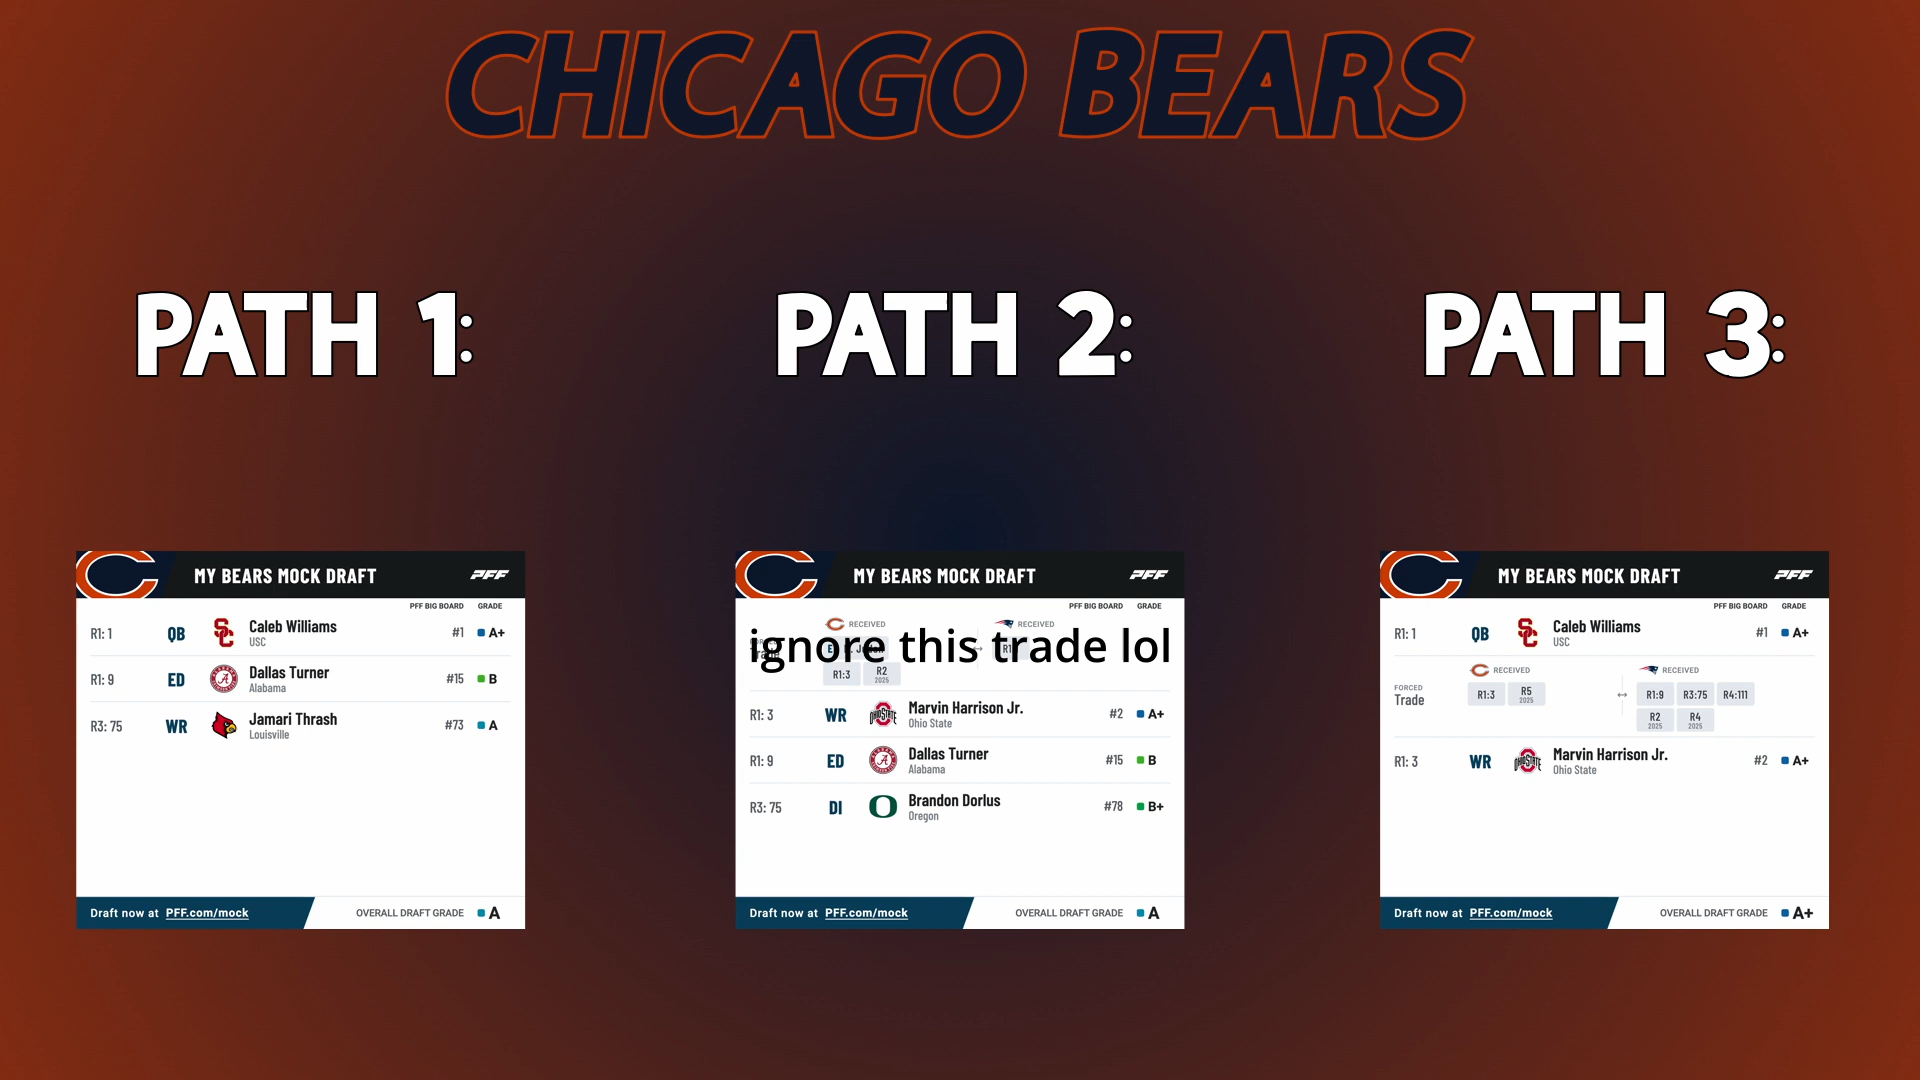 CHICAGO BEARS
PATH 1:
PATH 2:
PATH 3:
MY BEARS MOCK DRAFT
PFF
PFF BIG BOARD GRADE
R1: 1 QB Caleb Williams #1 A+
USC
R1: 9 ED Dallas Turner #15 B
Alabama
R3: 75 WR Jamari Thrash #73 A
Louisville
Draft now at PFF.com/mock OVERALL DRAFT GRADE A
MY BEARS MOCK DRAFT
PFF
PFF BIG BOARD GRADE
RECEIVED RECEIVED
ignore this trade lol
R1:3 R2
2025
R1: 3 WR Marvin Harrison Jr. #2 A+
OHIO STATE Ohio State
R1: 9 ED Dallas Turner #15 B
Alabama
R3: 75 DI Brandon Dorlus #78 B+
Oregon
Draft now at PFF.com/mock OVERALL DRAFT GRADE A
MY BEARS MOCK DRAFT
PFF
PFF BIG BOARD GRADE
R1: 1 QB Caleb Williams #1 A+
USC
RECEIVED RECEIVED
FORCED
Trade R1:3 R5 2025 R1:9 R3:75 R4:111
R2 2025 R4 2025
R1: 3 WR Marvin Harrison Jr. #2 A+
OHIO STATE Ohio State
Draft now at PFF.com/mock OVERALL DRAFT GRADE A+